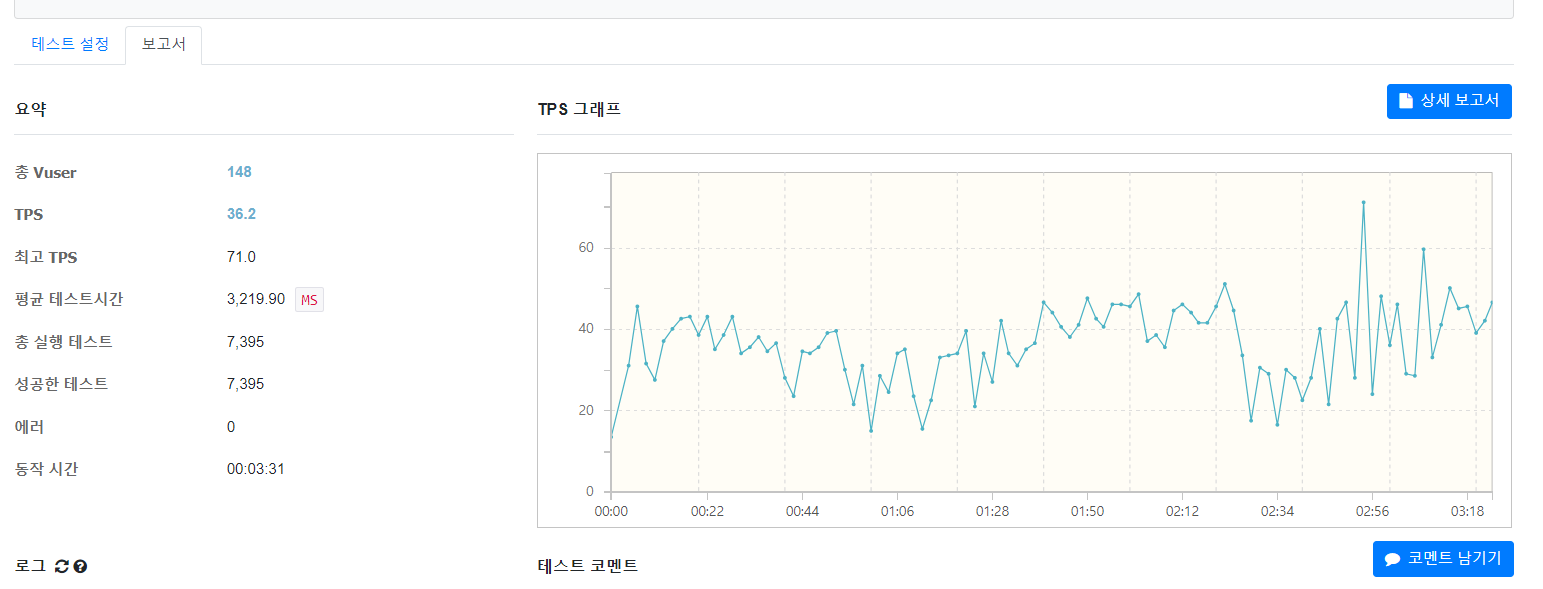 테스트 설정
보고서
요약
총 Vuser 148
TPS 36.2
최고 TPS 71.0
평균 테스트시간 3,219.90 MS
총 실행 테스트 7,395
성공한 테스트 7,395
에러 0
동작 시간 00:03:31
로그
TPS 그래프
상세 보고서
60
40
20
0
00:00 00:22 00:44 01:06 01:28 01:50 02:12 02:34 02:56 03:18
테스트 코멘트
코멘트 남기기